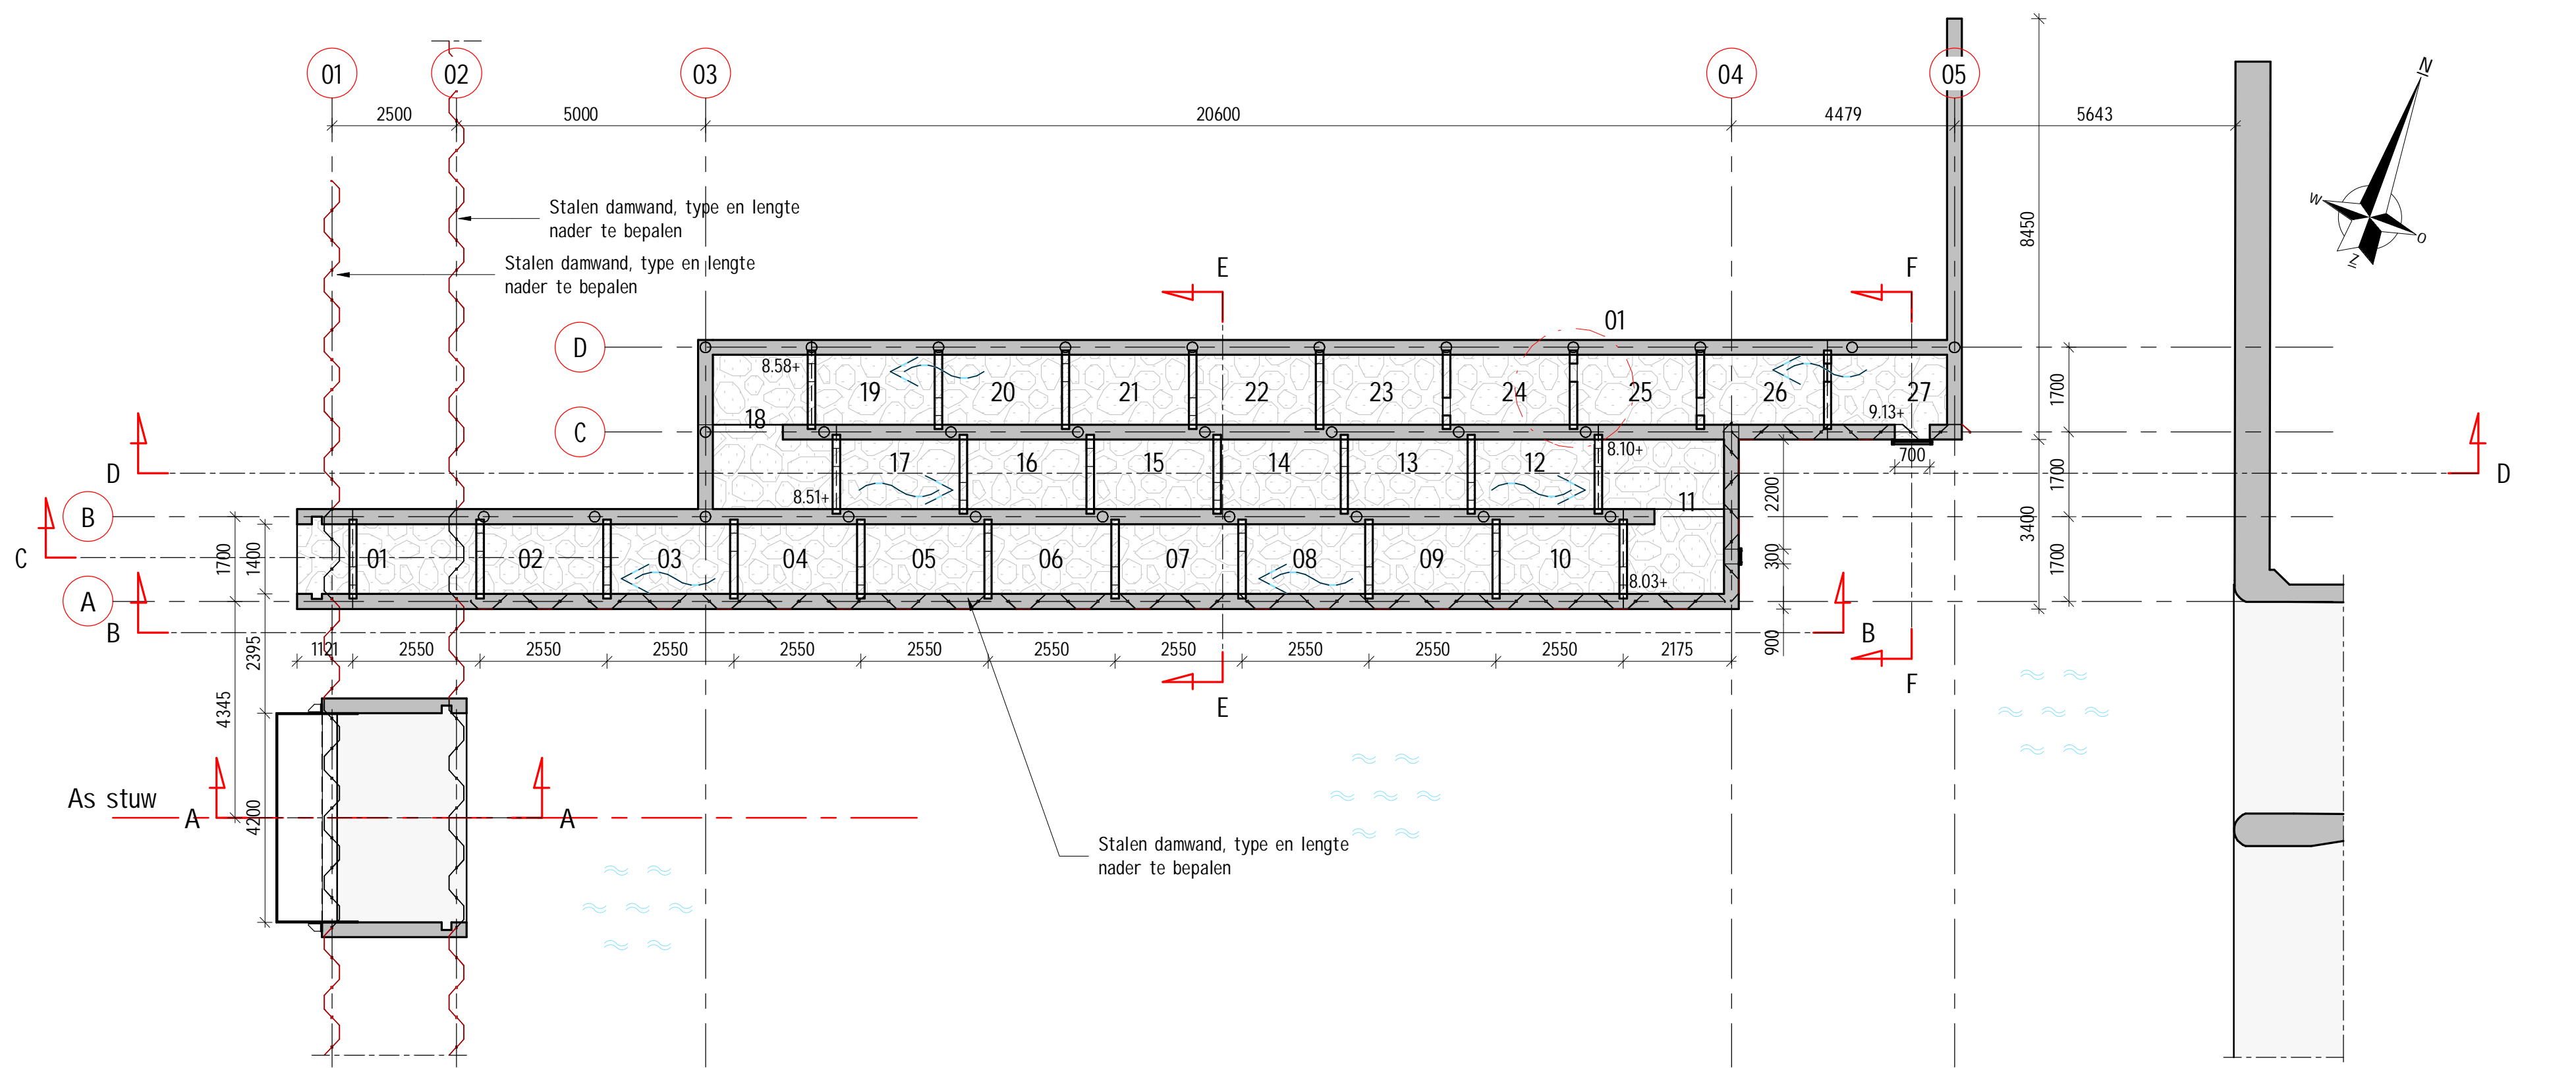 01 02 03 04 05
N
2500 5000 20600 4479 5643
W
O
Z
Stalen damwand, type en lengte
nader te bepalen
8450
Stalen damwand, type en lengte
nader te bepalen
E F
01
D
8.58+
19 20 21 22 23 24 25 26 27
1700
9.13+
18
C
8.10+
17 16 15 14 13 12
700
1700
D D
8.51+
11
2200
3400
B
C
01 02 03 04 05 06 07 08 09 10
1700
1400
300
1700
8.03+
A
B B
900
2395
1121 2550 2550 2550 2550 2550 2550 2550 2550 2550 2550 2175
F
E
4345
As stuw
A A
4200
Stalen damwand, type en lengte
nader te bepalen